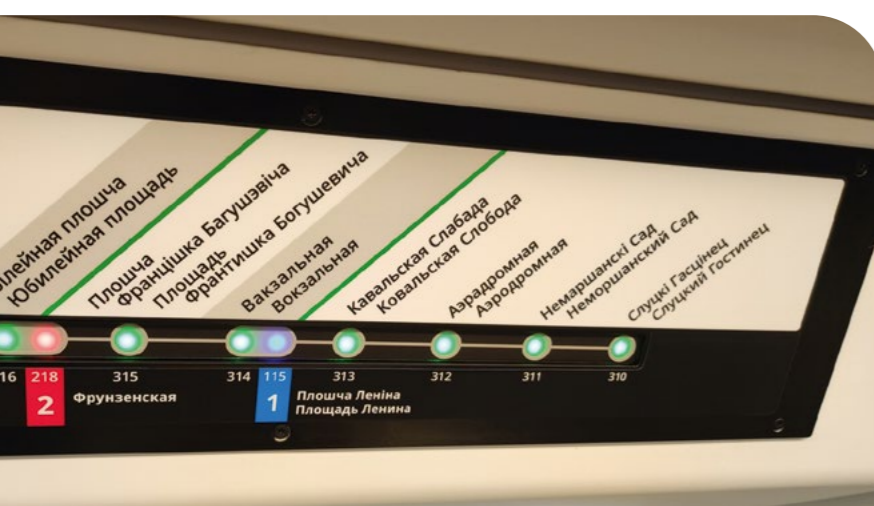 Юбилейная площадь
Плошча
Францішка Багушэвіча
Площадь
Франтишка Богушевича
Вакзальная
Вокзальная
Кавальская Слабада
Ковальская Слобода
Аэрадромная
Аэродромная
Немаршанскі Сад
Неморшанский Сад
Слуцкі Гасцінец
Слуцкий Гостинец
16 218 315 314 115 313 312 311 310
2 Фрунзенская
1 Плошча Леніна
Площадь Ленина